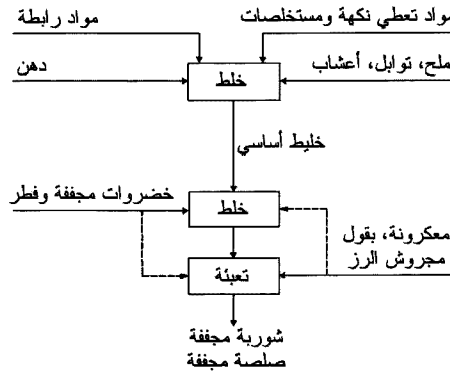 مواد رابطة
مواد تعطي نكهة ومستخلصات
دهن
خلط
ملح، توابل، أعشاب
خليط أساسي
خضروات مجففة وفطر
خلط
معكرونة، بقول
مجروش الرز
تعبئة
شوربة مجففة
صلصة مجففة